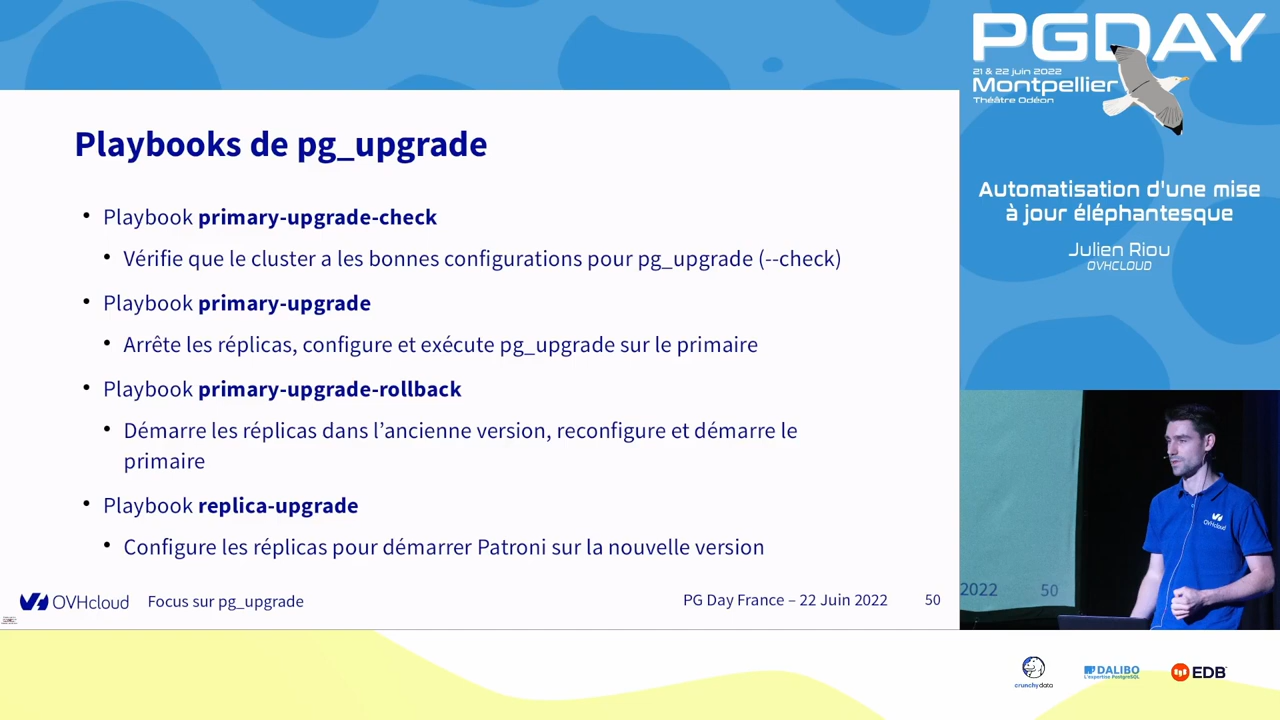 Playbooks de pg_upgrade
• Playbook primary-upgrade-check
• Vérifie que le cluster a les bonnes configurations pour pg_upgrade (--check)
• Playbook primary-upgrade
• Arrête les réplicas, configure et exécute pg_upgrade sur le primaire
• Playbook primary-upgrade-rollback
• Démarre les réplicas dans l’ancienne version, reconfigure et démarre le
primaire
• Playbook replica-upgrade
• Configure les réplicas pour démarrer Patroni sur la nouvelle version
OVHcloud
Focus sur pg_upgrade
PG Day France – 22 Juin 2022
50
PGDAY
21 & 22 juin 2022
Montpellier
Théâtre Odéon
Automatisation d'une mise
à jour éléphantesque
Julien Riou
OVHCLOUD
OVHcloud
2022 50
crunchydata
DALIBO
L'expertise PostgreSQL
EDB